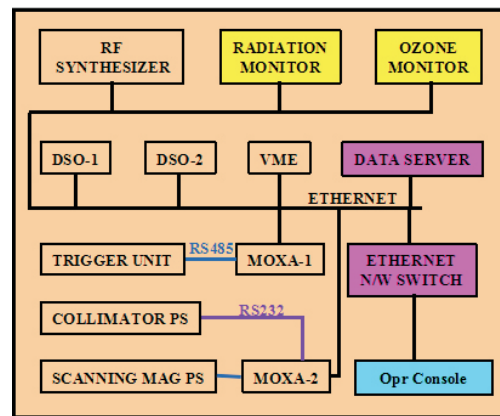 RF
SYNTHESIZER
RADIATION
MONITOR
OZONE
MONITOR
DSO-1
DSO-2
VME
DATA SERVER
ETHERNET
TRIGGER UNIT
RS485
MOXA-1
ETHERNET
N/W SWITCH
COLLIMATOR PS
RS232
SCANNING MAG PS
MOXA-2
Opr Console